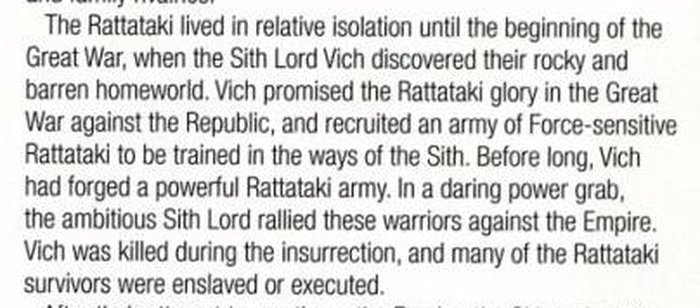 and family rivalries.
The Rattataki lived in relative isolation until the beginning of the
Great War, when the Sith Lord Vich discovered their rocky and
barren homeworld. Vich promised the Rattataki glory in the Great
War against the Republic, and recruited an army of Force-sensitive
Rattataki to be trained in the ways of the Sith. Before long, Vich
had forged a powerful Rattataki army. In a daring power grab,
the ambitious Sith Lord rallied these warriors against the Empire.
Vich was killed during the insurrection, and many of the Rattataki
survivors were enslaved or executed.